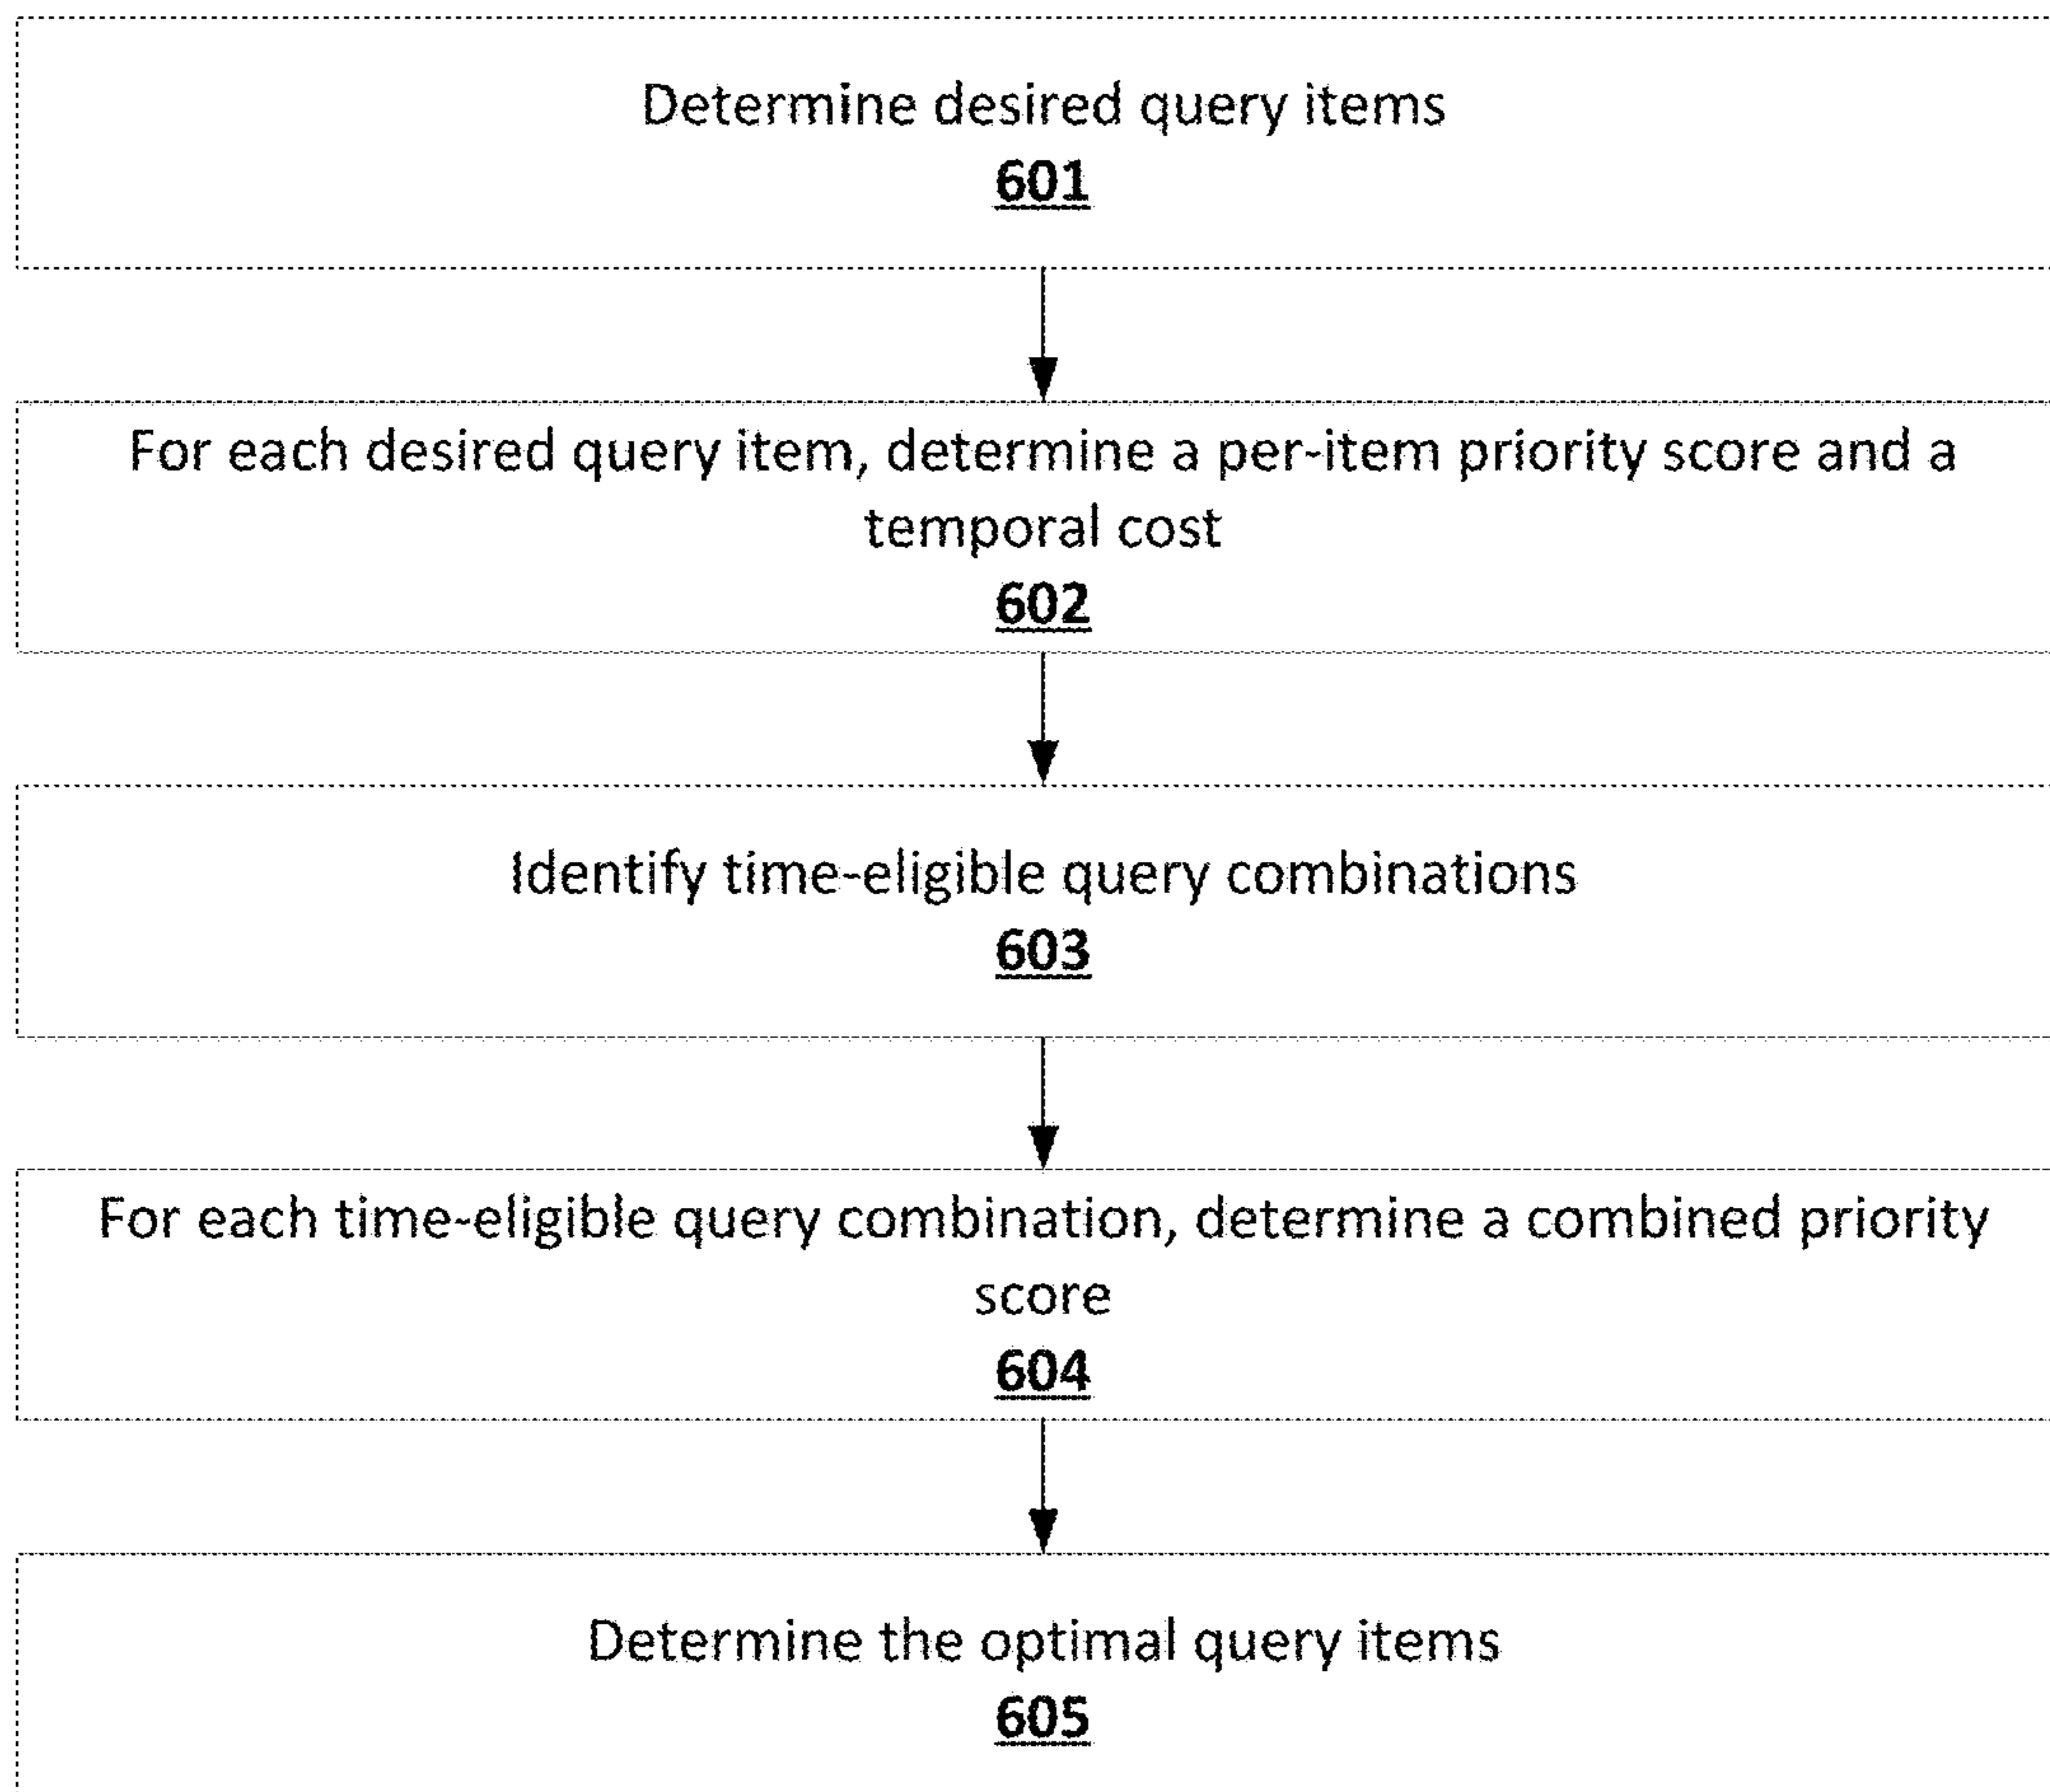 Determine desired query items
601
For each desired query item, determine a per-item priority score and a
temporal cost
602
Identify time-eligible query combinations
603
For each time-eligible query combination, determine a combined priority
score
604
Determine the optimal query items
605